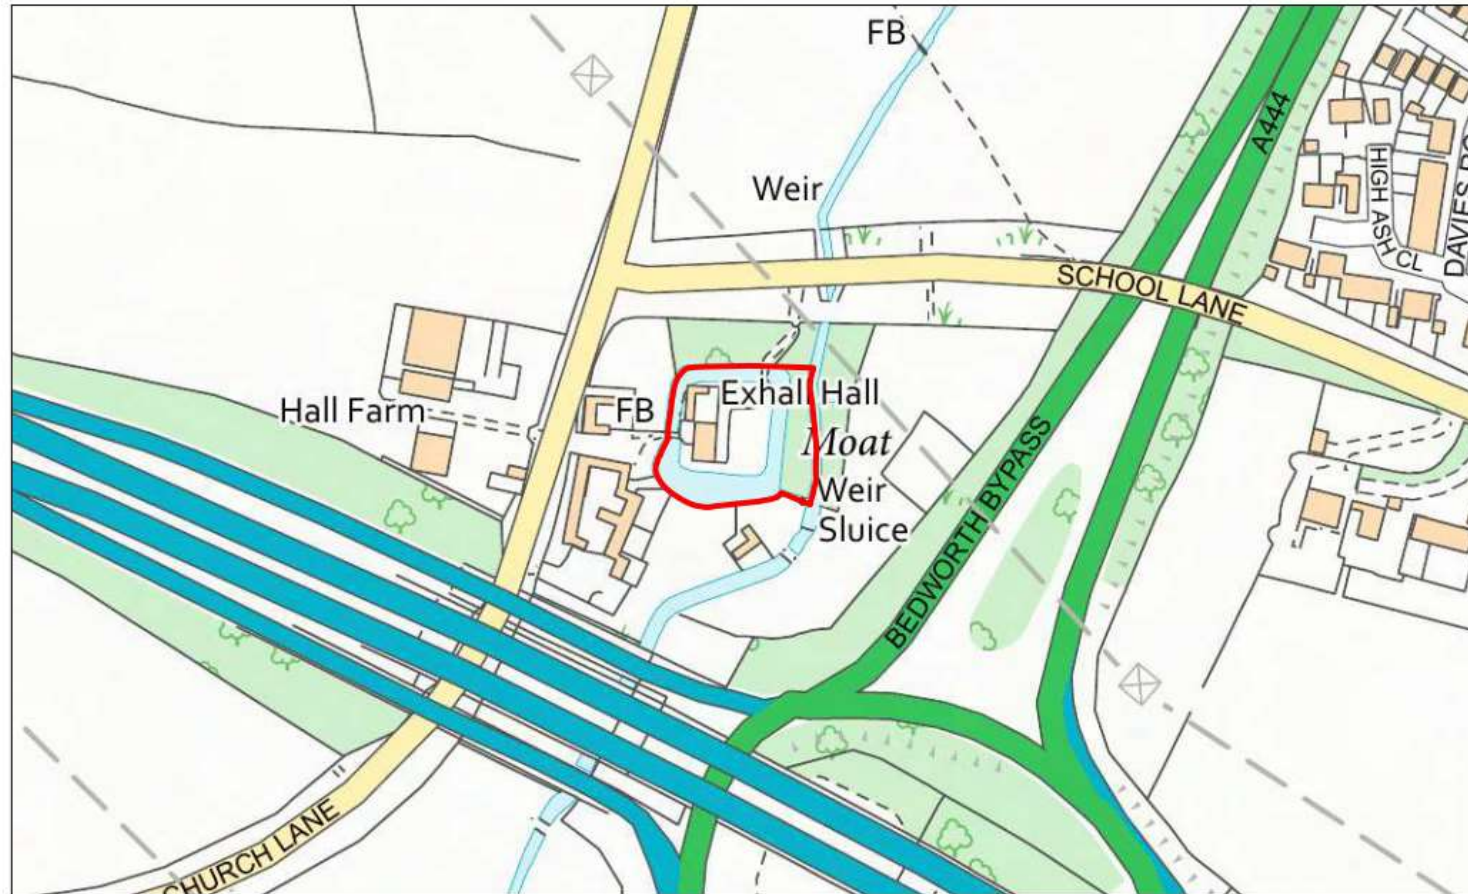 FB
A444
Weir
HIGH ASH CL
SCHOOL LANE
Exhall Hall
Hall Farm
FB
Moat
Weir
Sluice
BEDWORTH BYPASS
CHURCH LANE
DAVIES